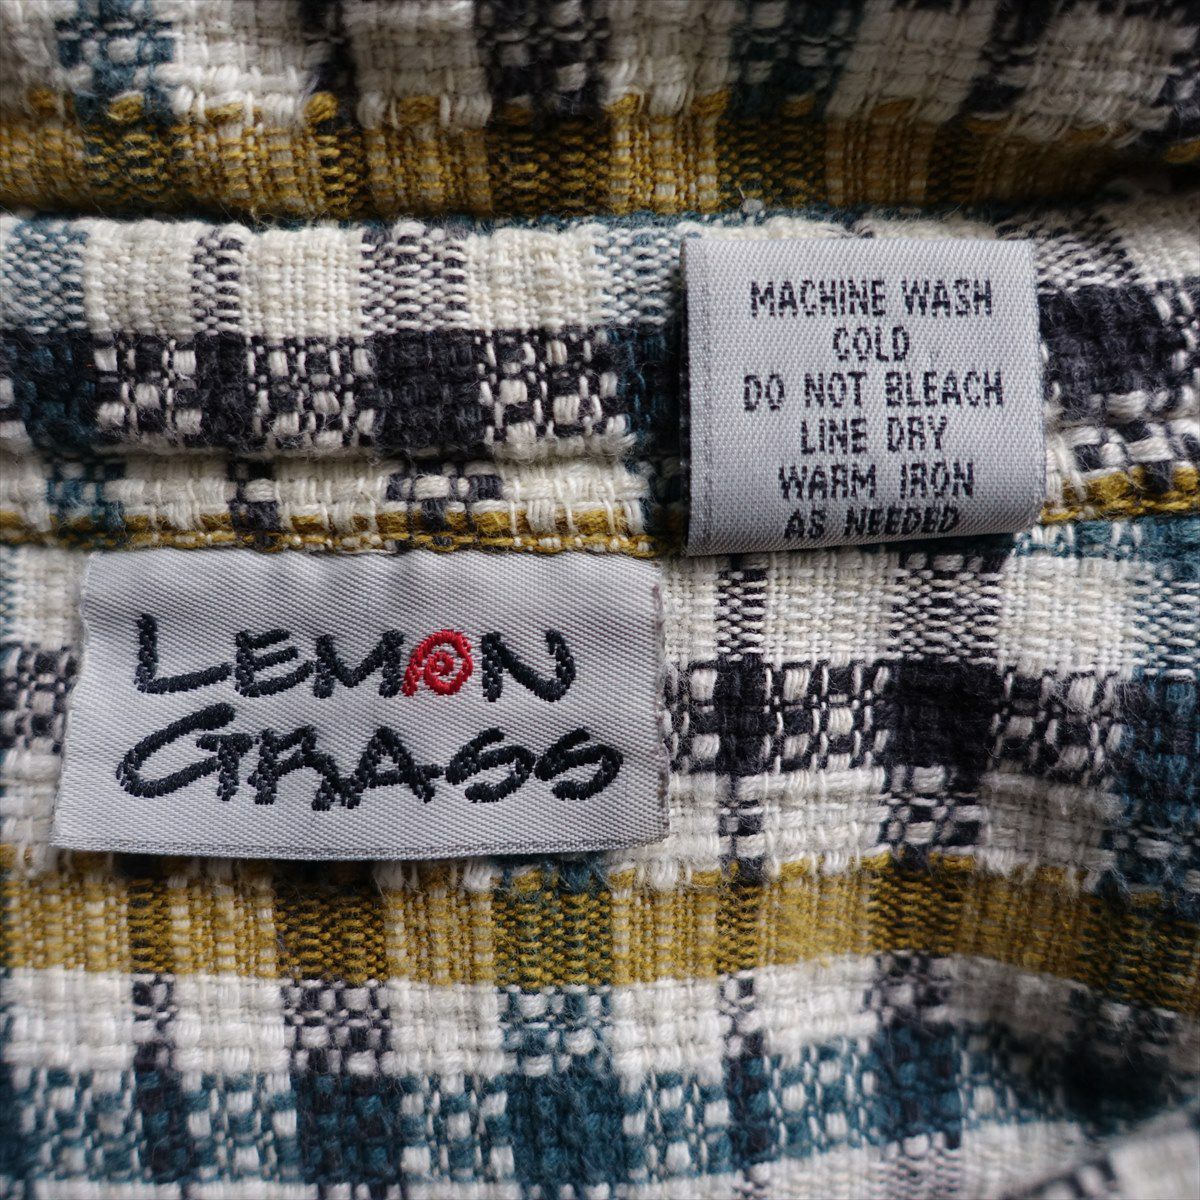 MACHINE WASH
COLD
DO NOT BLEACH
LINE DRY
WARM IRON
AS NEEDED
LEMON
GRASS